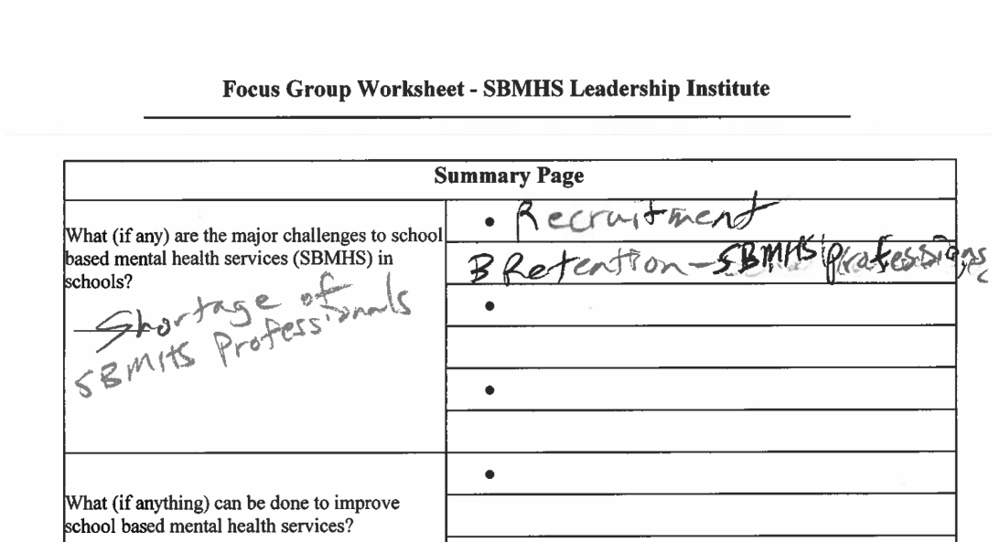 Focus Group Worksheet - SBMHS Leadership Institute
Summary Page
What (if any) are the major challenges to school
based mental health services (SBMHS) in
schools?
Shortage of
SBMHS Professionals
• Recruitment
B Retention - SBMHS Professionals
•
•
What (if anything) can be done to improve
school based mental health services?
•